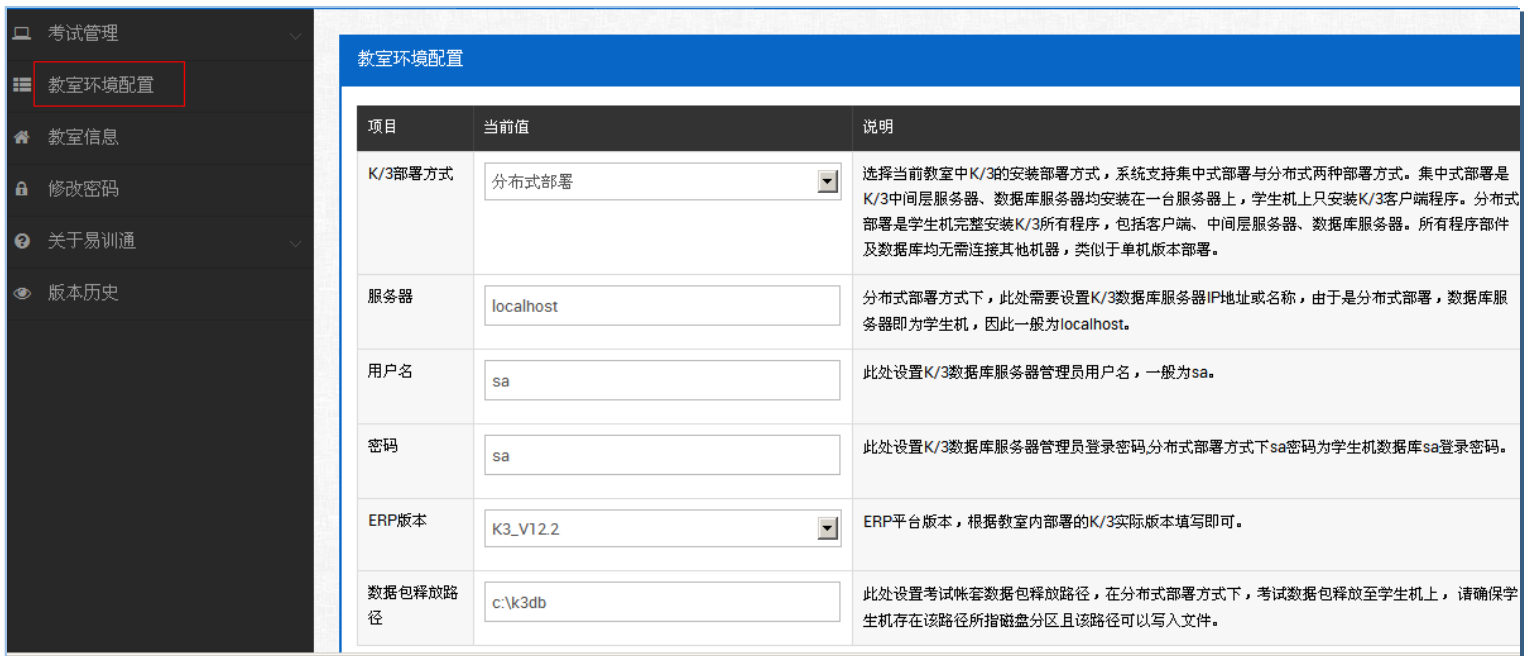 考试管理
教室环境配置
教室信息
修改密码
关于易训通
版本历史
教室环境配置
项目 当前值 说明
K/3部署方式 分布式部署 选择当前教室中K/3的安装部署方式，系统支持集中式部署与分布式两种部署方式。集中式部署是
K/3中间层服务器、数据库服务器均安装在一台服务器上，学生机上只安装K/3客户端程序。分布式
部署是学生机完整安装K/3所有程序，包括客户端、中间层服务器、数据库服务器。所有程序部件
及数据库均无需连接其他机器，类似于单机版本部署。
服务器 localhost 分布式部署方式下，此处需要设置K/3数据库服务器IP地址或名称，由于是分布式部署，数据库服
务器即为学生机，因此一般为localhost。
用户名 sa 此处设置K/3数据库服务器管理员用户名，一般为sa。
密码 sa 此处设置K/3数据库服务器管理员登录密码,分布式部署方式下sa密码为学生机数据库sa登录密码。
ERP版本 K3_V12.2 ERP平台版本，根据教室内部署的K/3实际版本填写即可。
数据包释放路
径 c:\k3db 此处设置考试帐套数据包释放路径，在分布式部署方式下，考试数据包释放至学生机上， 请确保学
生机存在该路径所指磁盘分区且该路径可以写入文件。